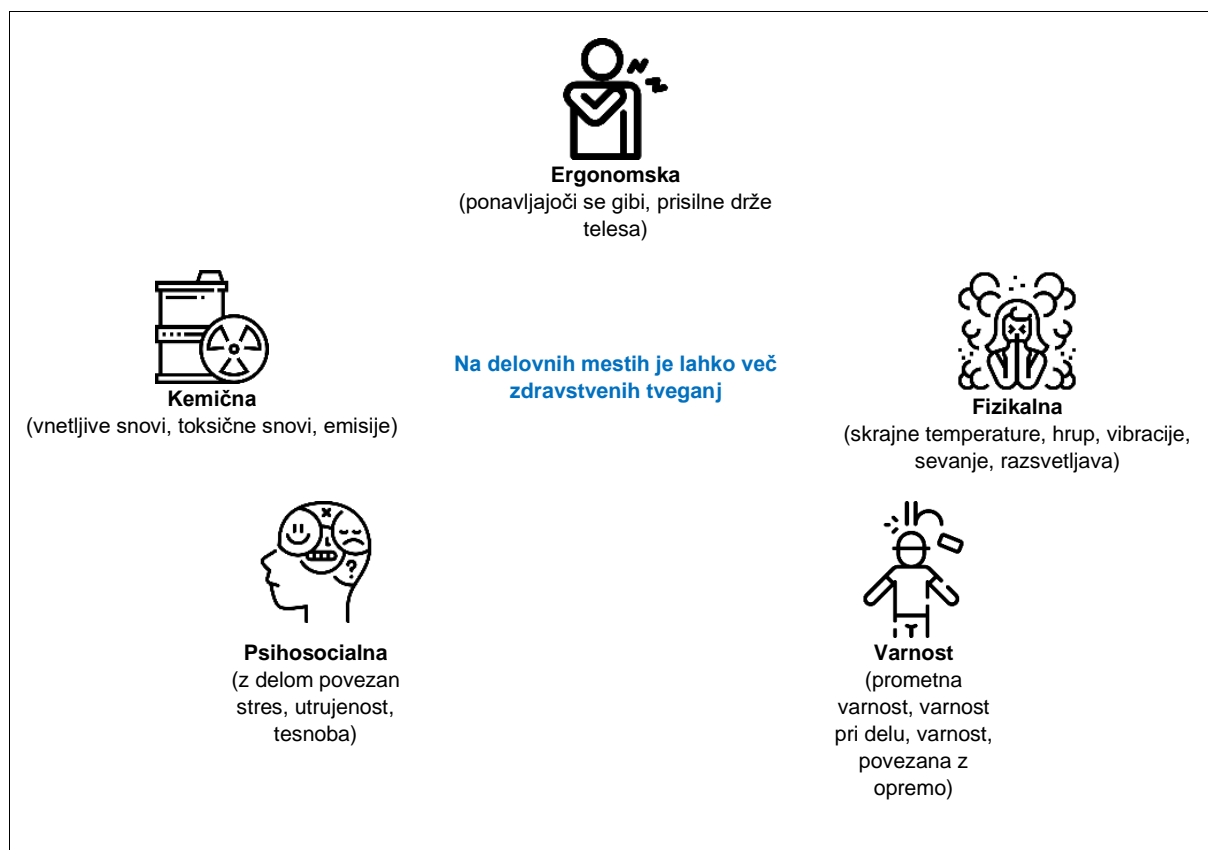 Ergonomska
(ponavljajoči se gibi, prisilne drže
telesa)
Kemična
(vnetljive snovi, toksične snovi, emisije)
Na delovnih mestih je lahko več
zdravstvenih tveganj
Fizikalna
(skrajne temperature, hrup, vibracije,
sevanje, razsvetljava)
Psihosocialna
(z delom povezan
stres, utrujenost,
tesnoba)
Varnost
(prometna
varnost, varnost
pri delu, varnost,
povezana z
opremo)